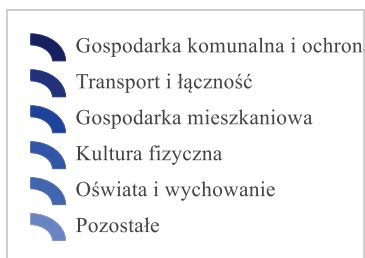 Gospodarka komunalna i ochron
Transport i łączność
Gospodarka mieszkaniowa
Kultura fizyczna
Oświata i wychowanie
Pozostałe